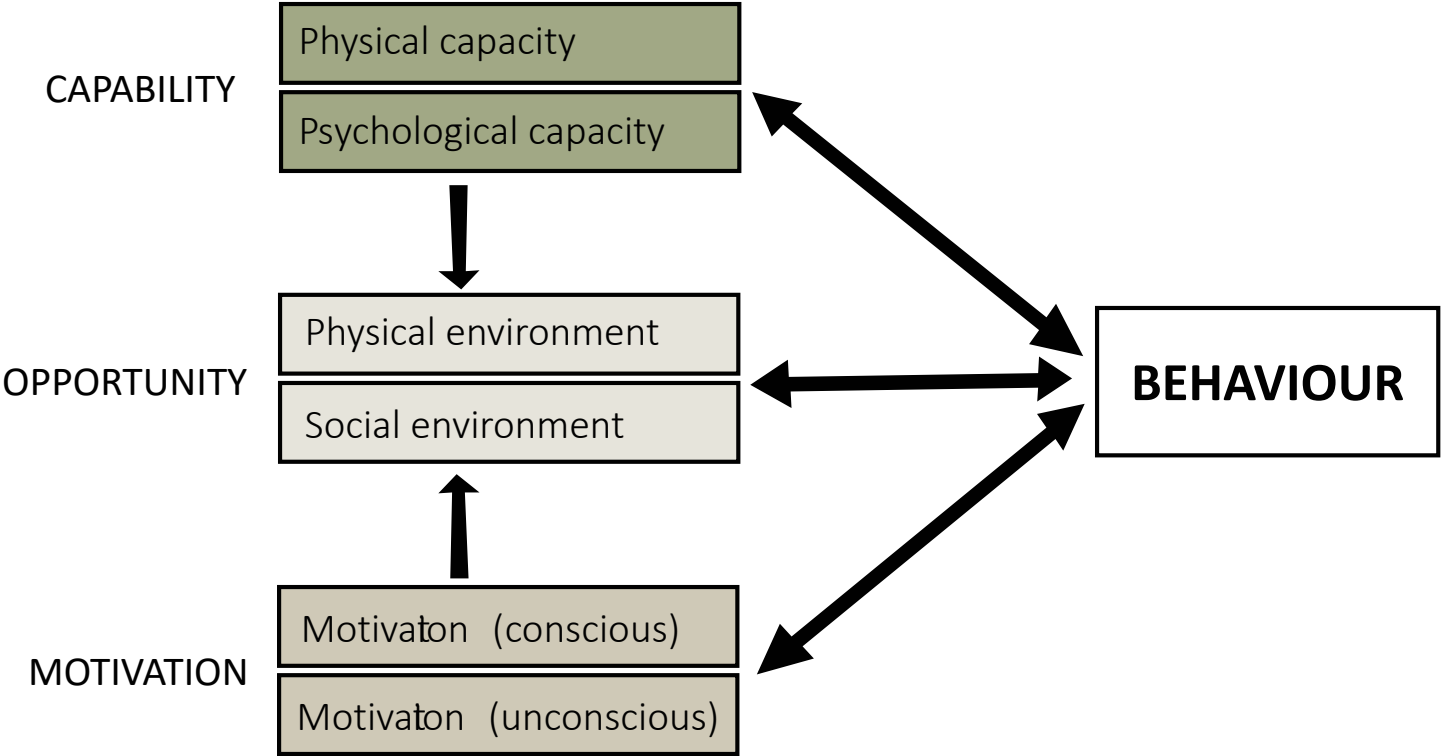 CAPABILITY
Physical capacity
Psychological capacity
OPPORTUNITY
Physical environment
Social environment
BEHAVIOUR
MOTIVATION
Motivaton (conscious)
Motivaton (unconscious)